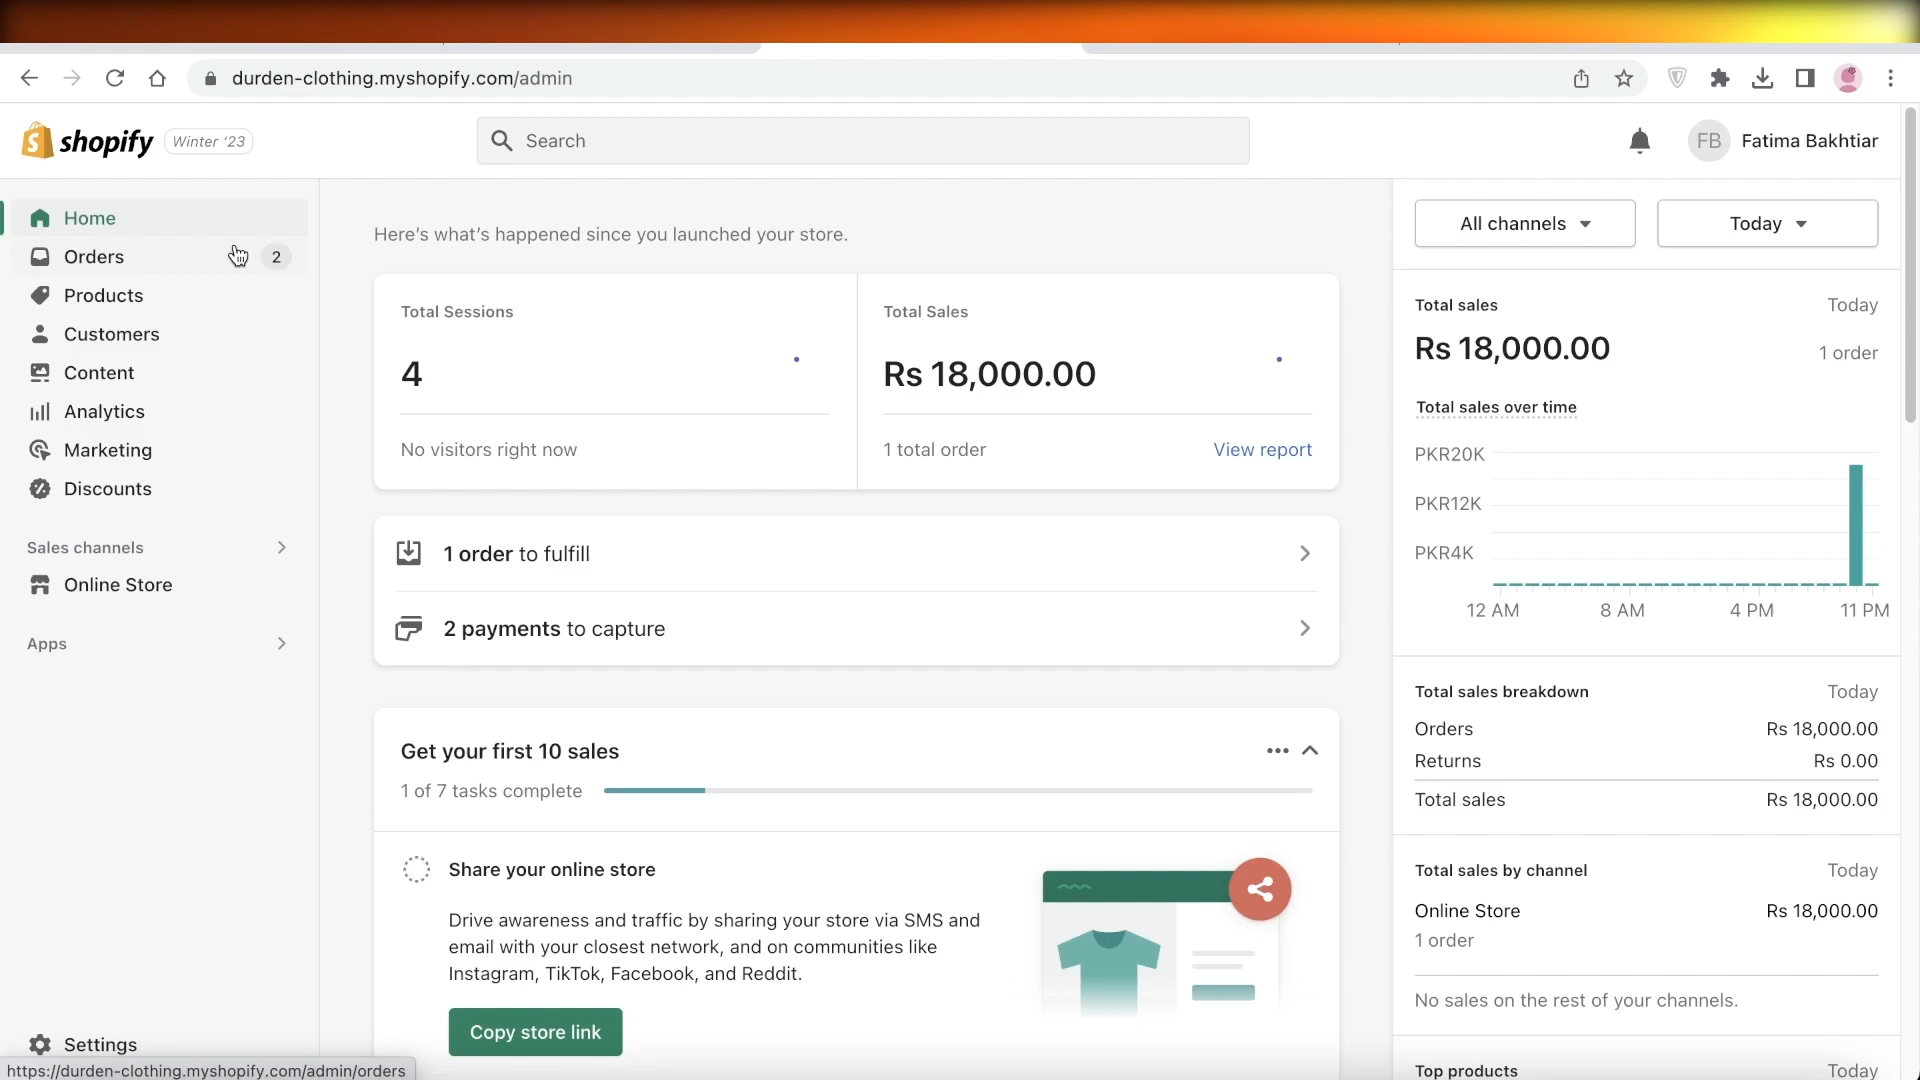 durden-clothing.myshopify.com/admin
shopify Winter '23
Search
FB Fatima Bakhtiar
Home
Orders 2
Products
Customers
Content
Analytics
Marketing
Discounts
Sales channels
Online Store
Apps
Settings
https://durden-clothing.myshopify.com/admin/orders
Here's what's happened since you launched your store.
Total Sessions
4
No visitors right now
Total Sales
Rs 18,000.00
1 total order View report
1 order to fulfill
2 payments to capture
Get your first 10 sales
1 of 7 tasks complete
Share your online store
Drive awareness and traffic by sharing your store via SMS and
email with your closest network, and on communities like
Instagram, TikTok, Facebook, and Reddit.
Copy store link
All channels Today
Total sales Today
Rs 18,000.00 1 order
Total sales over time
PKR20K
PKR12K
PKR4K
12 AM 8 AM 4 PM 11 PM
Total sales breakdown Today
Orders Rs 18,000.00
Returns Rs 0.00
Total sales Rs 18,000.00
Total sales by channel Today
Online Store Rs 18,000.00
1 order
No sales on the rest of your channels.
Top products Today